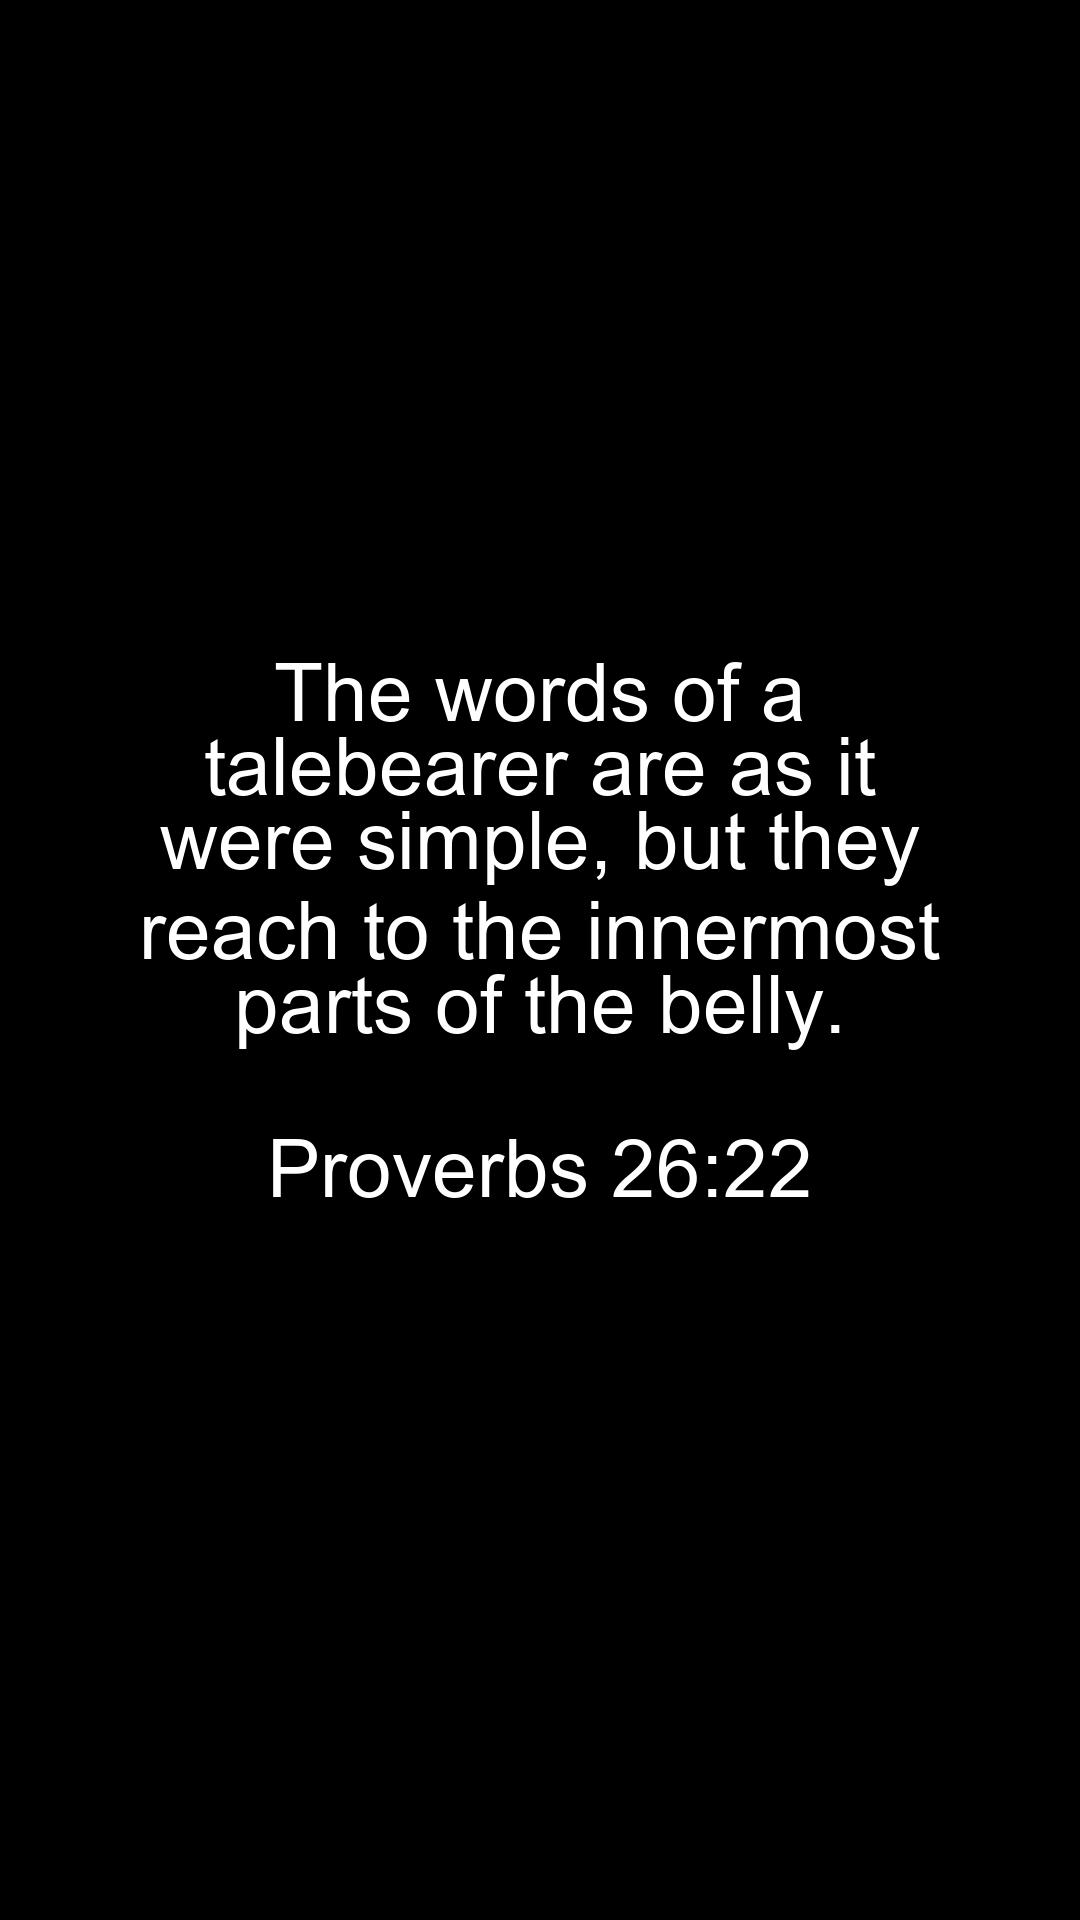 The words of a
talebearer are as it
were simple, but they
reach to the innermost
parts of the belly.
Proverbs 26:22